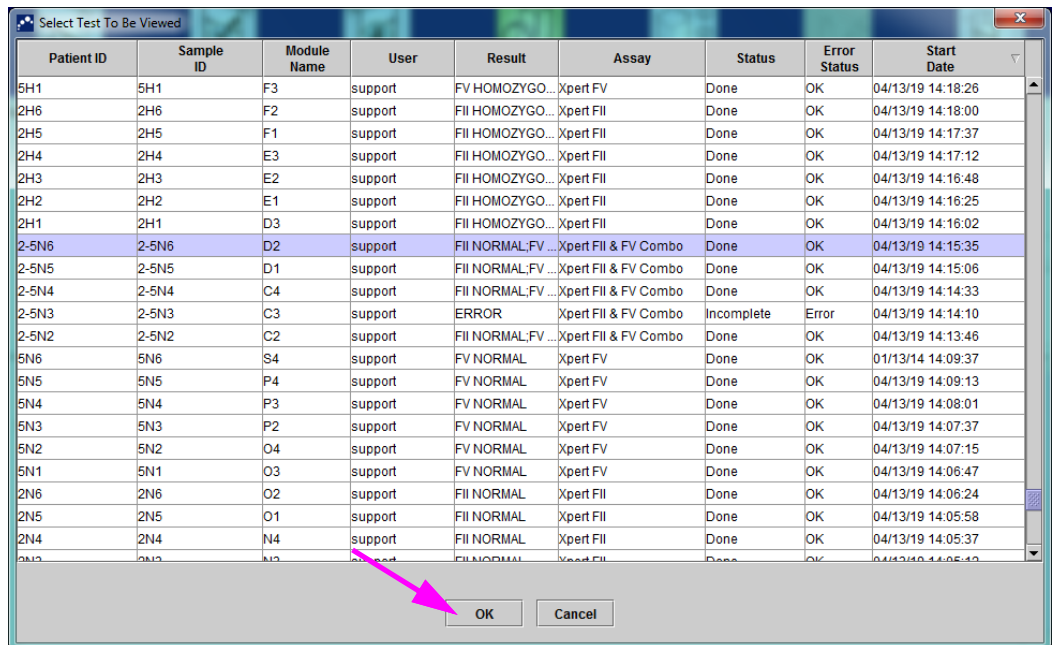 Select Test To Be Viewed
Patient ID Sample ID Module Name User Result Assay Status Error Status Start Date
5H1 5H1 F3 support FV HOMOZYGO... Xpert FV Done OK 04/13/19 14:18:26
2H6 2H6 F2 support FII HOMOZYGO... Xpert FII Done OK 04/13/19 14:18:00
2H5 2H5 F1 support FII HOMOZYGO... Xpert FII Done OK 04/13/19 14:17:37
2H4 2H4 E3 support FII HOMOZYGO... Xpert FII Done OK 04/13/19 14:17:12
2H3 2H3 E2 support FII HOMOZYGO... Xpert FII Done OK 04/13/19 14:16:48
2H2 2H2 E1 support FII HOMOZYGO... Xpert FII Done OK 04/13/19 14:16:25
2H1 2H1 D3 support FII HOMOZYGO... Xpert FII Done OK 04/13/19 14:16:02
2-5N6 2-5N6 D2 support FII NORMAL;FV ... Xpert FII & FV Combo Done OK 04/13/19 14:15:35
2-5N5 2-5N5 D1 support FII NORMAL;FV ... Xpert FII & FV Combo Done OK 04/13/19 14:15:06
2-5N4 2-5N4 C4 support FII NORMAL;FV ... Xpert FII & FV Combo Done OK 04/13/19 14:14:33
2-5N3 2-5N3 C3 support ERROR Xpert FII & FV Combo Incomplete Error 04/13/19 14:14:10
2-5N2 2-5N2 C2 support FII NORMAL;FV ... Xpert FII & FV Combo Done OK 04/13/19 14:13:46
5N6 5N6 S4 support FV NORMAL Xpert FV Done OK 01/13/14 14:09:37
5N5 5N5 P4 support FV NORMAL Xpert FV Done OK 04/13/19 14:09:13
5N4 5N4 P3 support FV NORMAL Xpert FV Done OK 04/13/19 14:08:01
5N3 5N3 P2 support FV NORMAL Xpert FV Done OK 04/13/19 14:07:37
5N2 5N2 O4 support FV NORMAL Xpert FV Done OK 04/13/19 14:07:15
5N1 5N1 O3 support FV NORMAL Xpert FV Done OK 04/13/19 14:06:47
2N6 2N6 O2 support FII NORMAL Xpert FII Done OK 04/13/19 14:06:24
2N5 2N5 O1 support FII NORMAL Xpert FII Done OK 04/13/19 14:05:58
2N4 2N4 N4 support FII NORMAL Xpert FII Done OK 04/13/19 14:05:37
OK Cancel